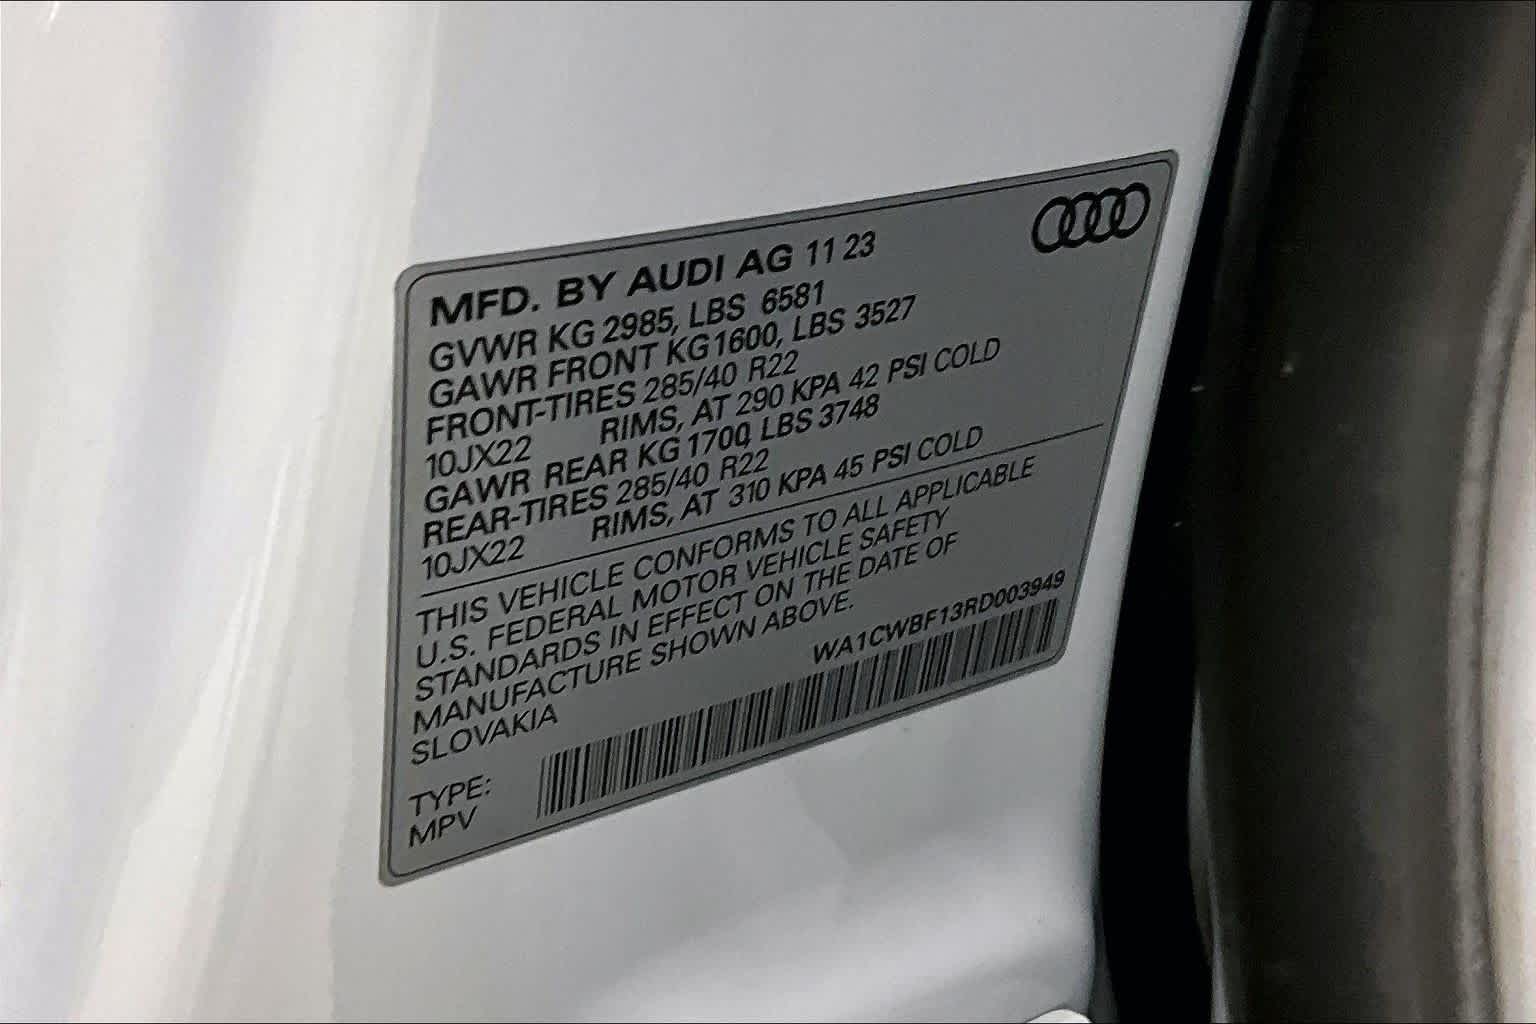 MFD. BY AUDI AG 11 23
GVWR KG 2985, LBS 6581
GAWR FRONT KG1600, LBS 3527
FRONT-TIRES 285/40 R22
10JX22 RIMS, AT 290 KPA 42 PSI COLD
GAWR REAR KG 1700, LBS 3748
REAR-TIRES 285/40 R22
10JX22 RIMS, AT 310 KPA 45 PSI COLD
THIS VEHICLE CONFORMS TO ALL APPLICABLE
U.S. FEDERAL MOTOR VEHICLE SAFETY
STANDARDS IN EFFECT ON THE DATE OF
MANUFACTURE SHOWN ABOVE.
SLOVAKIA
WA1CWBF13RD003949
TYPE:
MPV